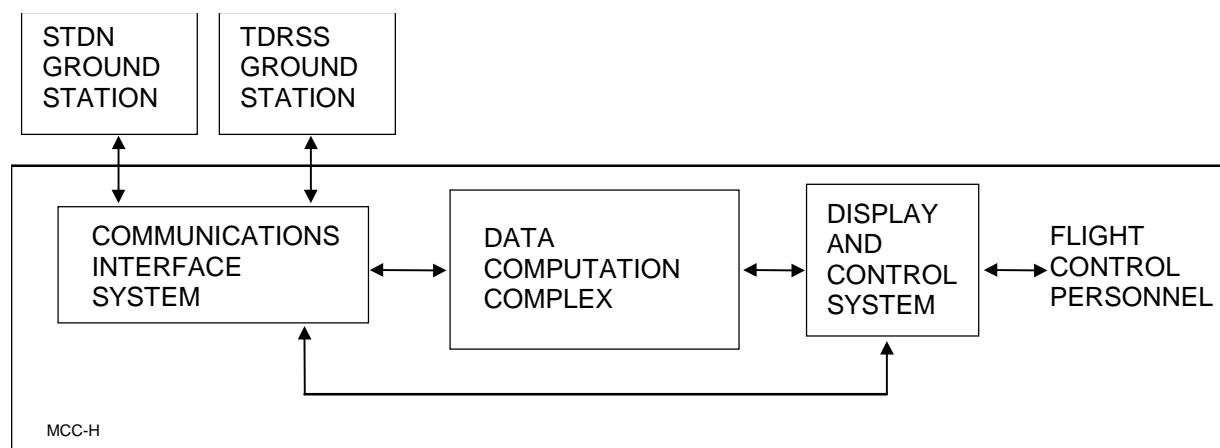 STDN
GROUND
STATION
TDRSS
GROUND
STATION
COMMUNICATIONS
INTERFACE
SYSTEM
DATA
COMPUTATION
COMPLEX
DISPLAY
AND
CONTROL
SYSTEM
FLIGHT
CONTROL
PERSONNEL
MCC-H